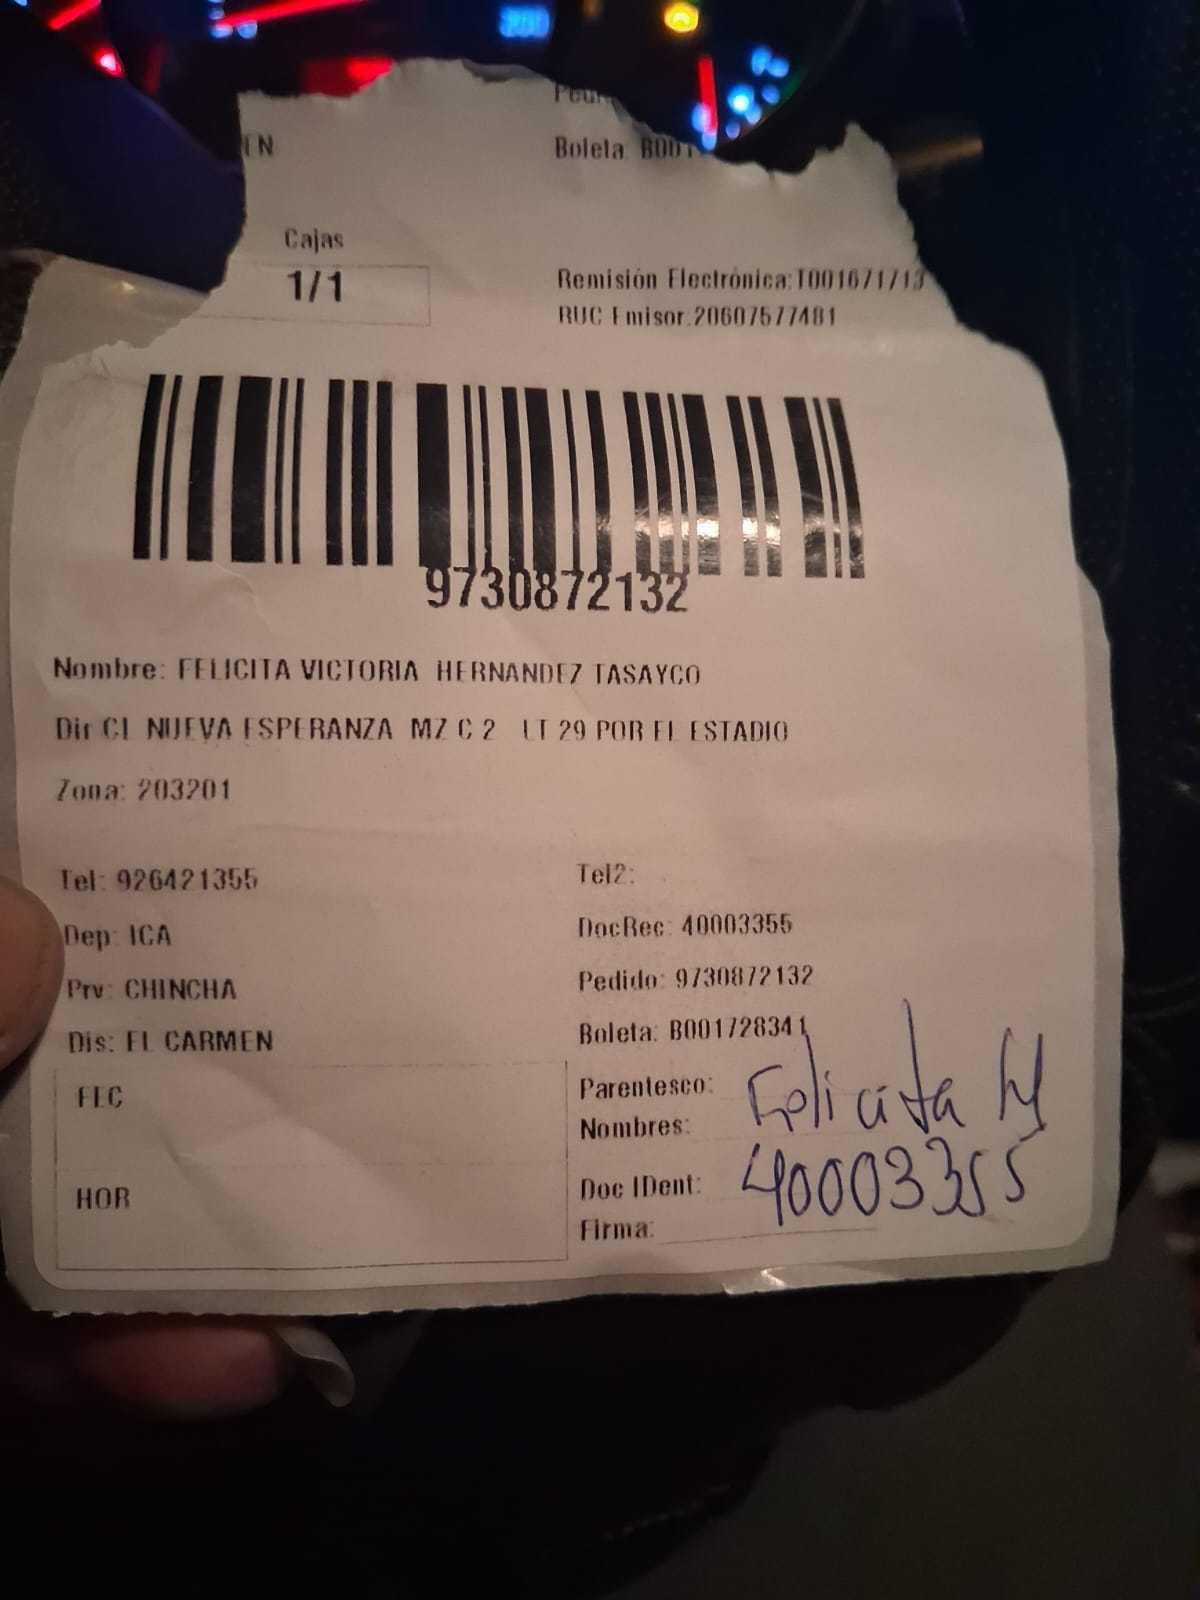 EN
Boleta: B001
Cajas
1/1
Remisión Electrónica:T001671713
RUC Emisor:20607577481
9730872132
Nombre: FELICITA VICTORIA HERNANDEZ TASAYCO
Dir CL NUEVA ESPERANZA MZ C 2 LT 29 POR EL ESTADIO
Zona: 203201
Tel: 926421355
Tel2:
Dep: ICA
DocRec: 40003355
Prv: CHINCHA
Pedido: 9730872132
Dis: EL CARMEN
Boleta: B001728341
FEC
Parentesco:
Nombres: Felicita H
HOR
Doc IDent: 40003355
Firma: